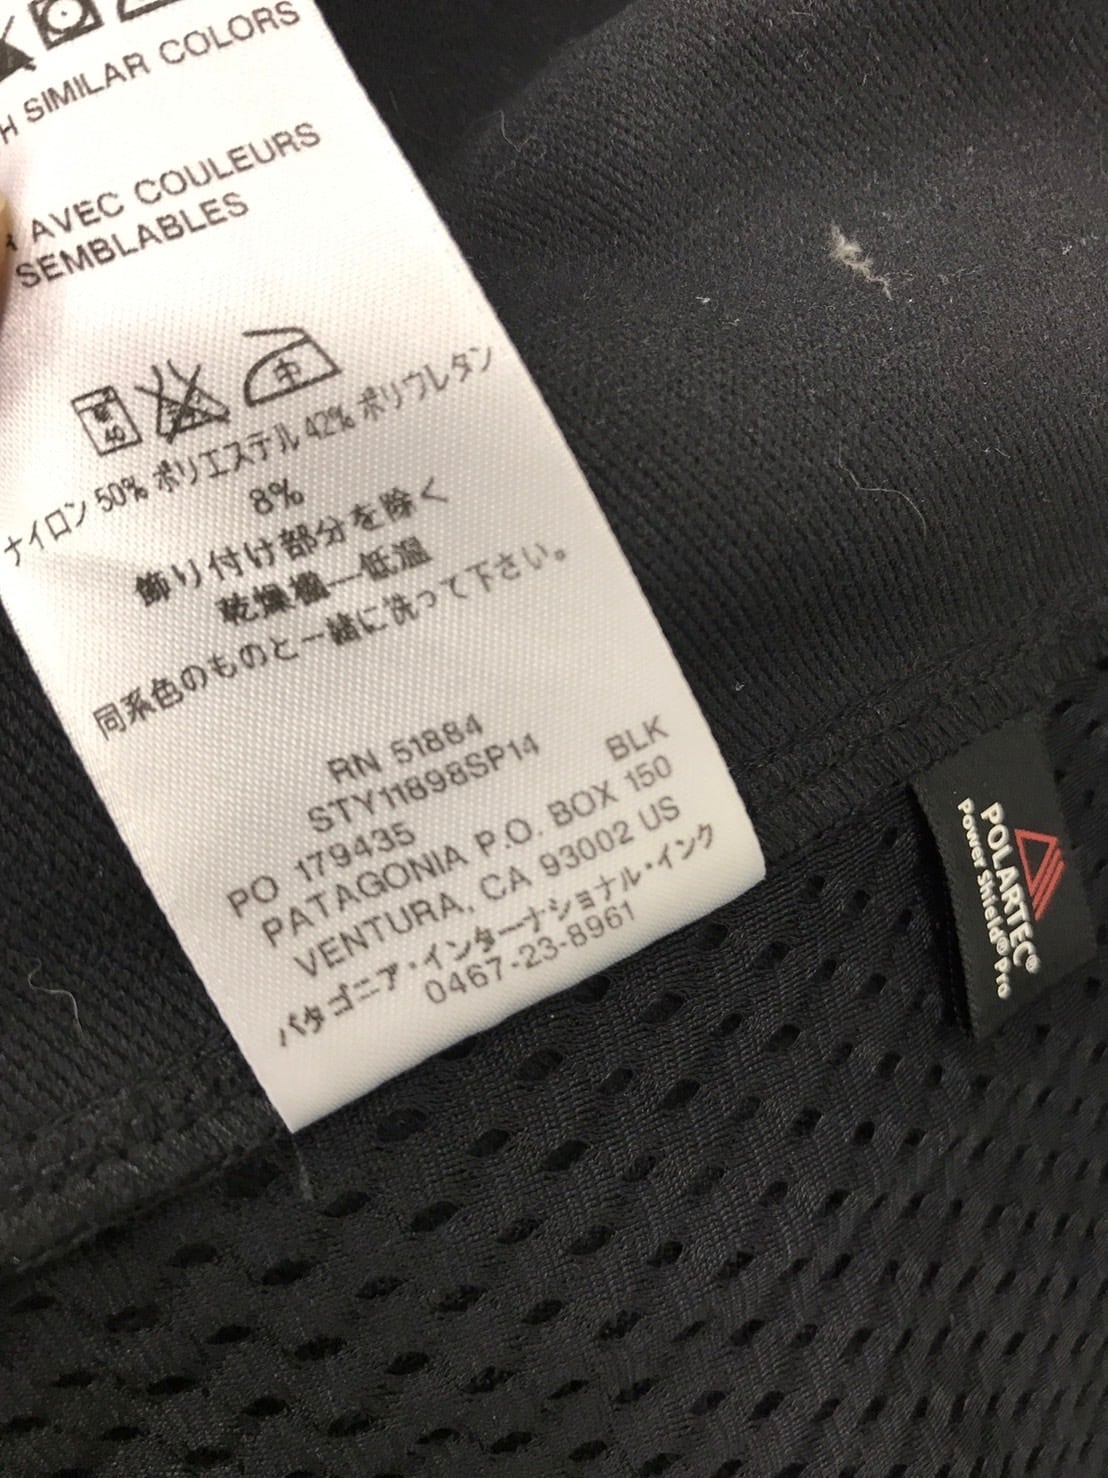 H SIMILAR COLORS
AVEC COULEURS
SEMBLABLES
40
中
ナイロン 50% ポリエステル 42% ポリウレタン
8%
飾り付け部分を除く
乾燥機—低温
同系色のものと一緒に洗って下さい。
RN 51884
STY11898SP14 BLK
PO 179435
PATAGONIA P.O. BOX 150
VENTURA, CA 93002 US
パタゴニア・インターナショナル・インク
0467-23-8961
POLARTEC®
Power Shield® Pro